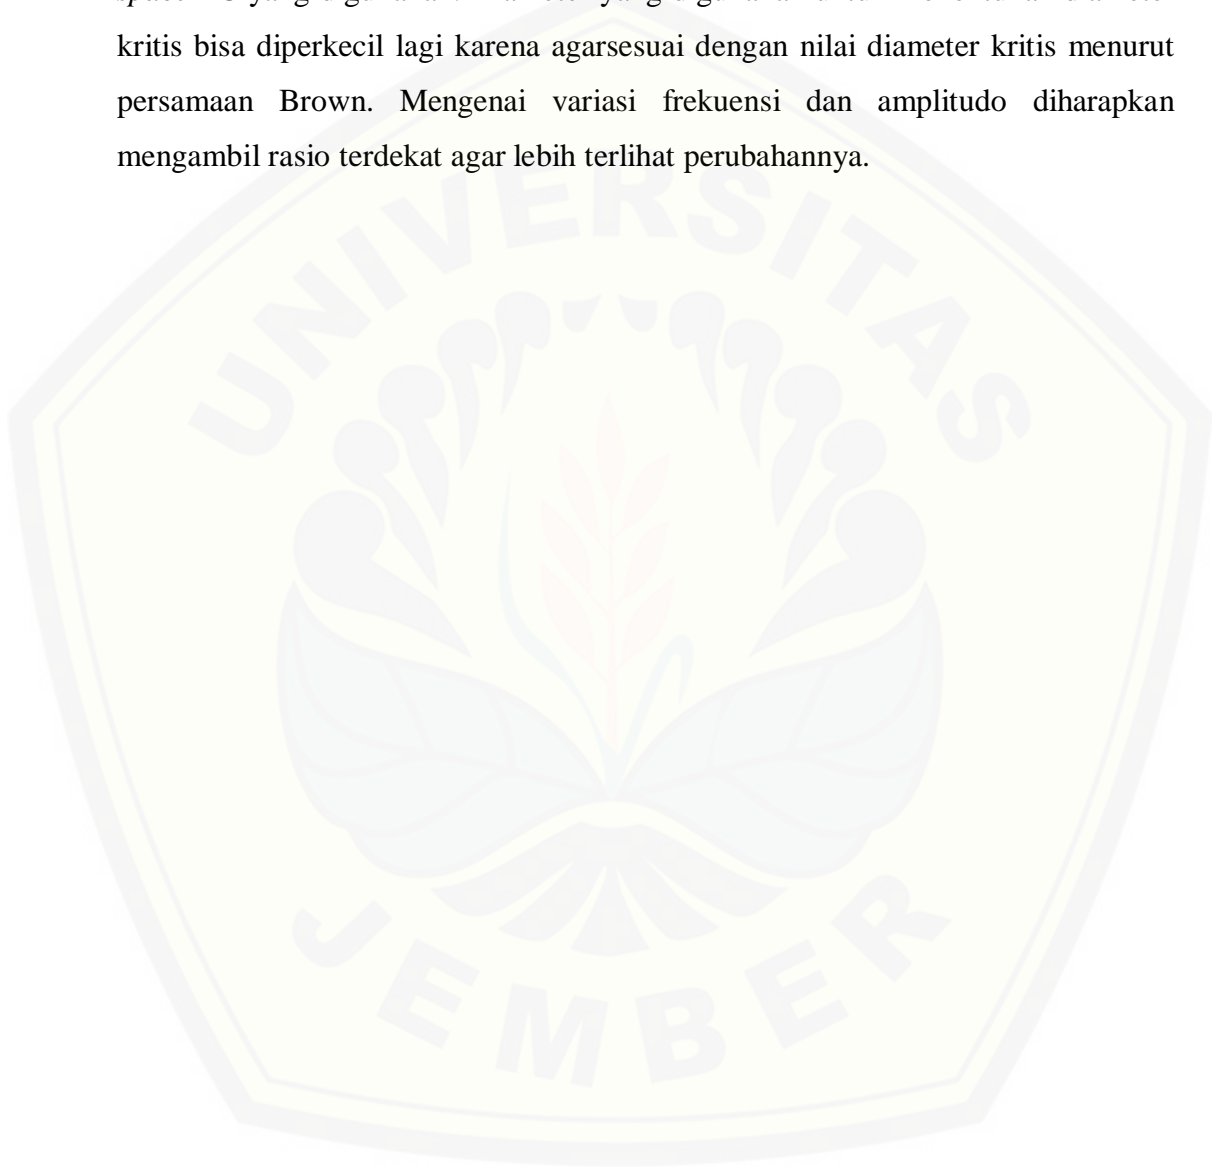 kritis bisa diperkecil lagi karena agarsesuai dengan nilai diameter kritis menurut
persamaan Brown. Mengenai variasi frekuensi dan amplitudo diharapkan
mengambil rasio terdekat agar lebih terlihat perubahannya.
UNIVERSITAS
JEMBER